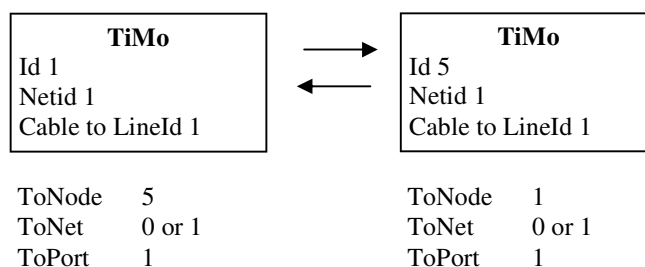 TiMo
Id 1
Netid 1
Cable to LineId 1
TiMo
Id 5
Netid 1
Cable to LineId 1
ToNode 5
ToNet 0 or 1
ToPort 1
ToNode 1
ToNet 0 or 1
ToPort 1